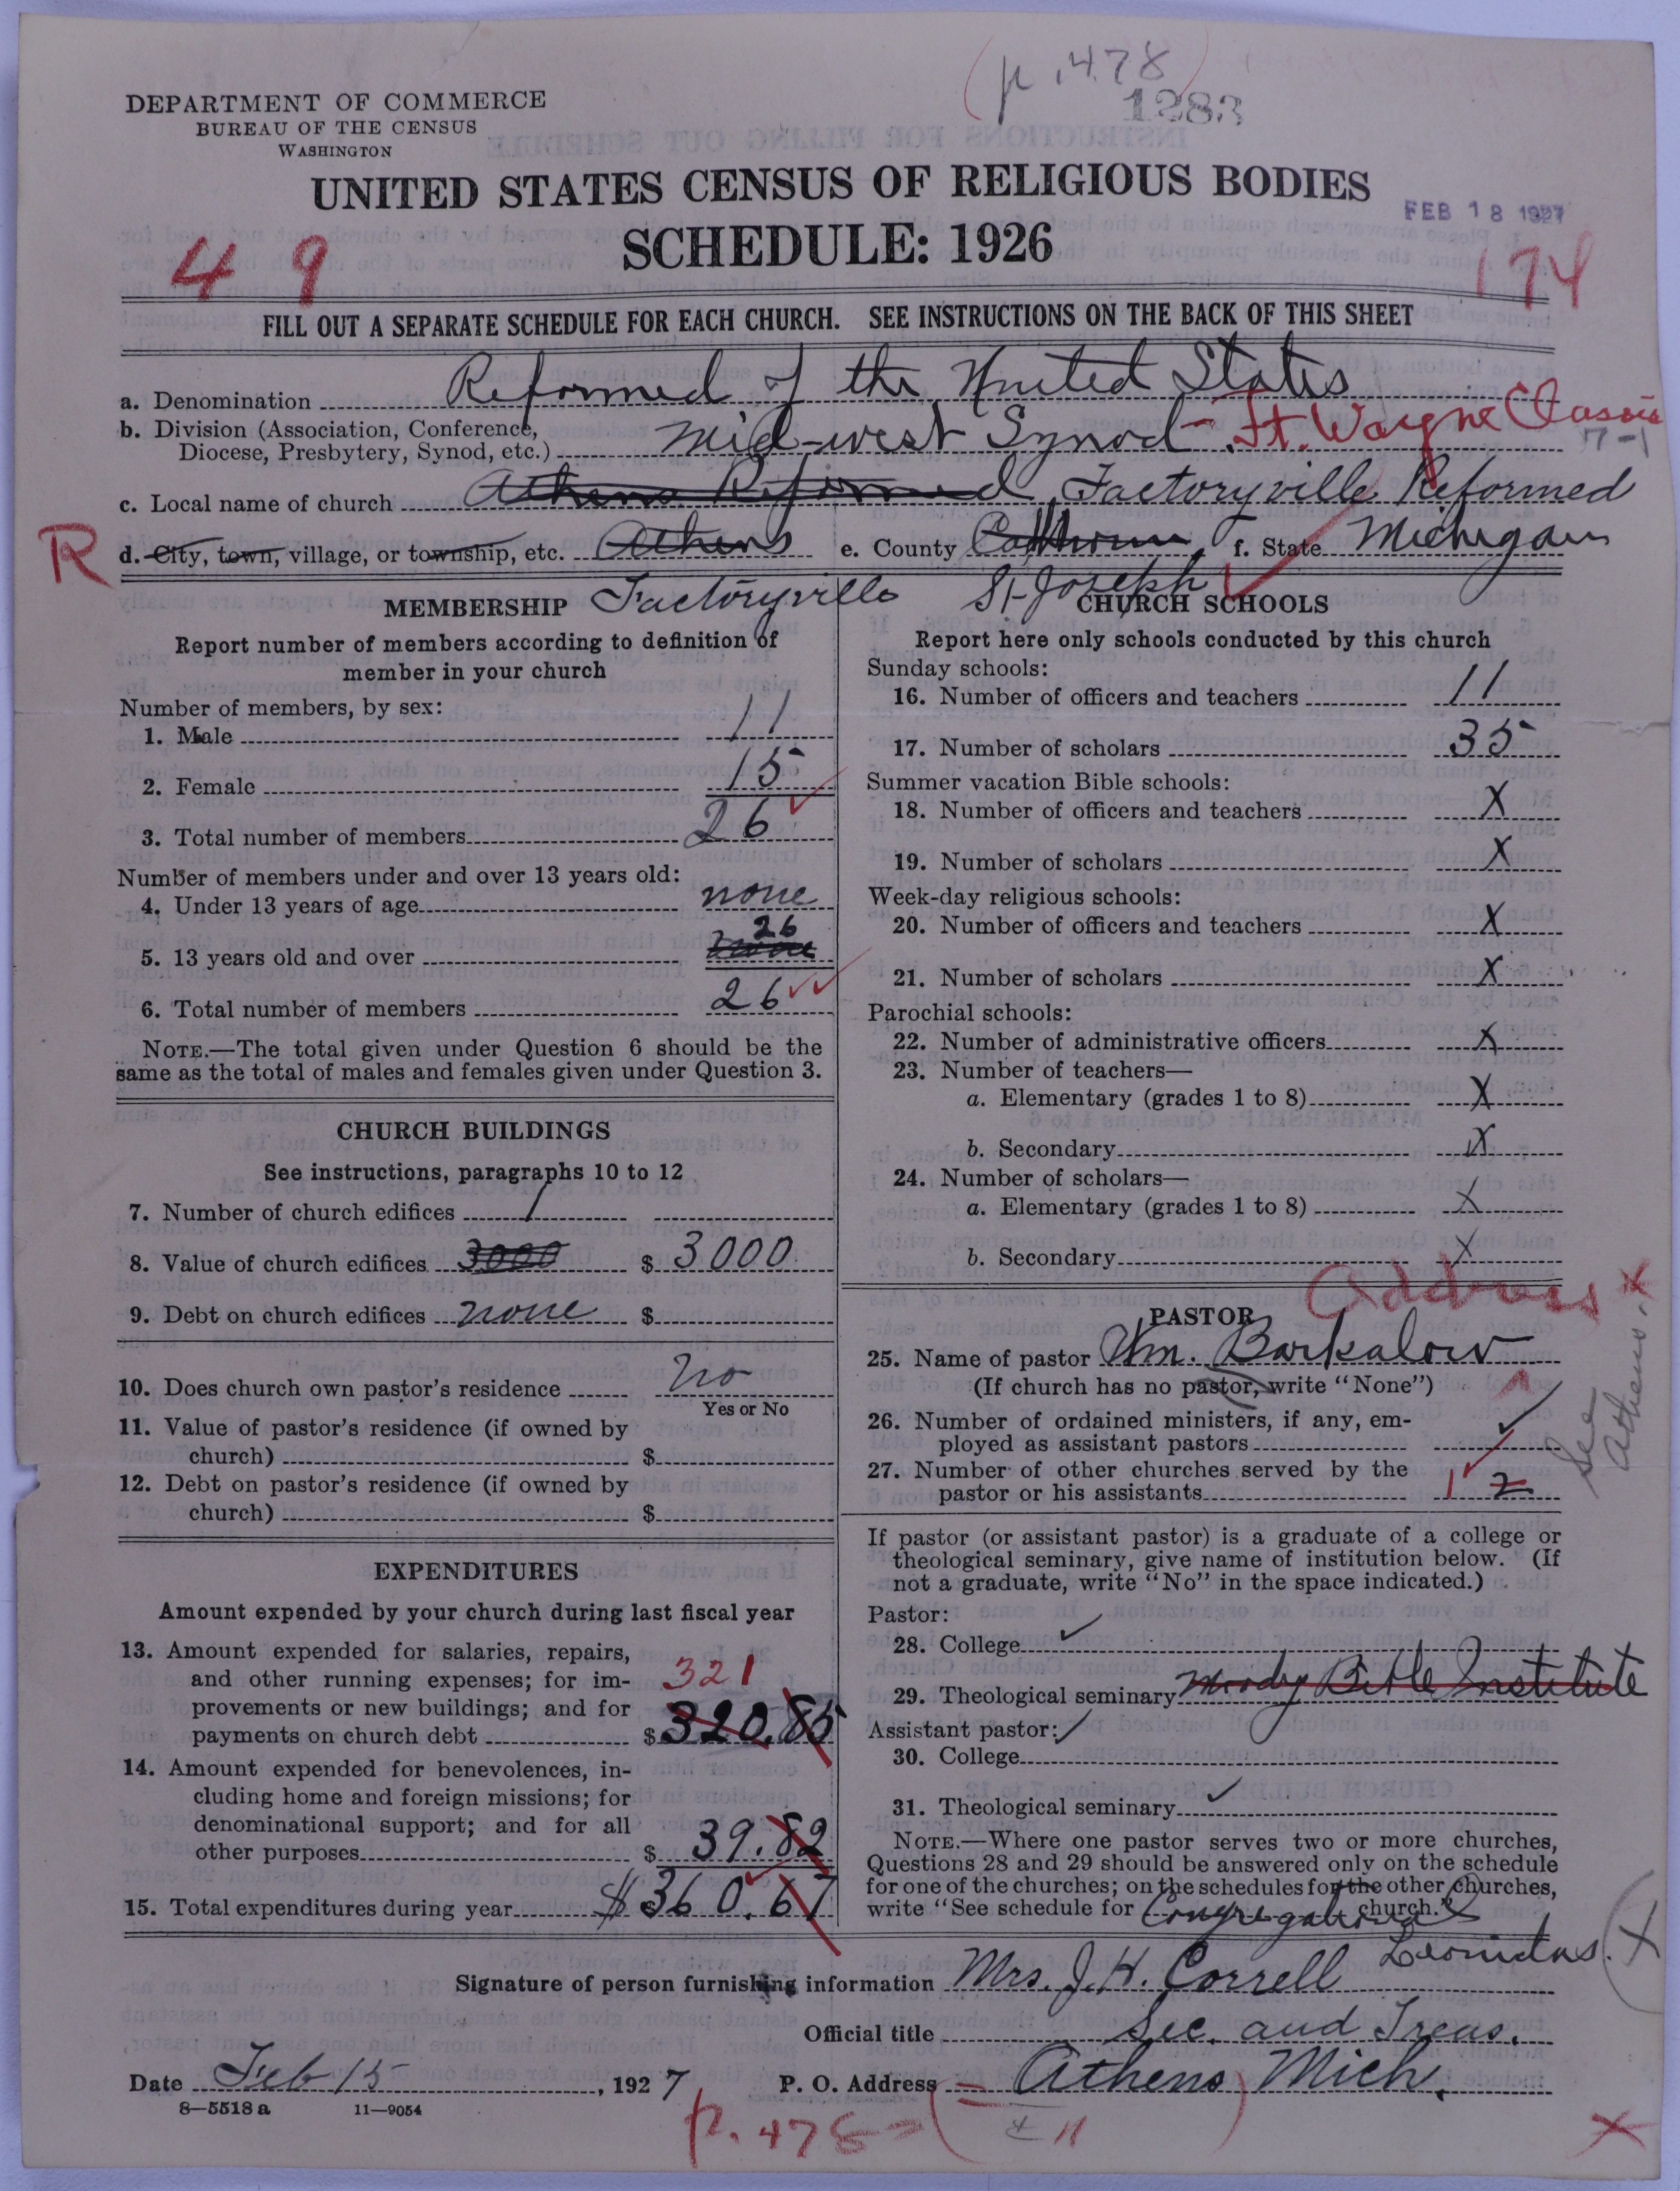 (p. 478)
1283
DEPARTMENT OF COMMERCE
BUREAU OF THE CENSUS
WASHINGTON
UNITED STATES CENSUS OF RELIGIOUS BODIES
FEB 18 1927
SCHEDULE: 1926
49
174
FILL OUT A SEPARATE SCHEDULE FOR EACH CHURCH. SEE INSTRUCTIONS ON THE BACK OF THIS SHEET
a. Denomination Reformed of the United States
b. Division (Association, Conference, Diocese, Presbytery, Synod, etc.) Mid-west Synod - Ft. Wayne Classis
7-1
c. Local name of church Athens Reformed Factoryville Reformed
R
d. City, town, village, or township, etc. Athens e. County Calhoun f. State Michigan
Factoryville St. Joseph
MEMBERSHIP
Report number of members according to definition of
member in your church
Number of members, by sex:
1. Male 11
2. Female 15
3. Total number of members 26
Number of members under and over 13 years old:
4. Under 13 years of age none
5. 13 years old and over 26
6. Total number of members 26
NOTE.—The total given under Question 6 should be the
same as the total of males and females given under Question 3.
CHURCH BUILDINGS
See instructions, paragraphs 10 to 12
7. Number of church edifices 1
8. Value of church edifices 3000 $ 3000
9. Debt on church edifices none $
10. Does church own pastor's residence No
Yes or No
11. Value of pastor's residence (if owned by
church) $
12. Debt on pastor's residence (if owned by
church) $
EXPENDITURES
Amount expended by your church during last fiscal year
13. Amount expended for salaries, repairs,
and other running expenses; for im- 321
provements or new buildings; and for
payments on church debt $ 320.85
14. Amount expended for benevolences, in-
cluding home and foreign missions; for
denominational support; and for all
other purposes $ 39.82
15. Total expenditures during year $ 360.67
CHURCH SCHOOLS
Report here only schools conducted by this church
Sunday schools:
16. Number of officers and teachers 11
17. Number of scholars 35
Summer vacation Bible schools:
18. Number of officers and teachers X
19. Number of scholars X
Week-day religious schools:
20. Number of officers and teachers X
21. Number of scholars X
Parochial schools:
22. Number of administrative officers X
23. Number of teachers—
a. Elementary (grades 1 to 8) X
b. Secondary X
24. Number of scholars—
a. Elementary (grades 1 to 8) X
b. Secondary X
Address X
PASTOR
25. Name of pastor Wm. Barkalow
(If church has no pastor, write "None")
See Athens.
26. Number of ordained ministers, if any, em-
ployed as assistant pastors
27. Number of other churches served by the
pastor or his assistants 1 2
If pastor (or assistant pastor) is a graduate of a college or
theological seminary, give name of institution below. (If
not a graduate, write "No" in the space indicated.)
Pastor:
28. College
29. Theological seminary Moody Bible Institute
Assistant pastor:
30. College
31. Theological seminary
NOTE.—Where one pastor serves two or more churches,
Questions 28 and 29 should be answered only on the schedule
for one of the churches; on the schedules for the other churches,
write "See schedule for Congregational church."
Leonidas. (X
Signature of person furnishing information Mrs. J. H. Correll
Official title Sec. and Treas.
Date Feb 15, 1927 P. O. Address Athens Mich.
8—5518 a 11—9054
p. 478
X